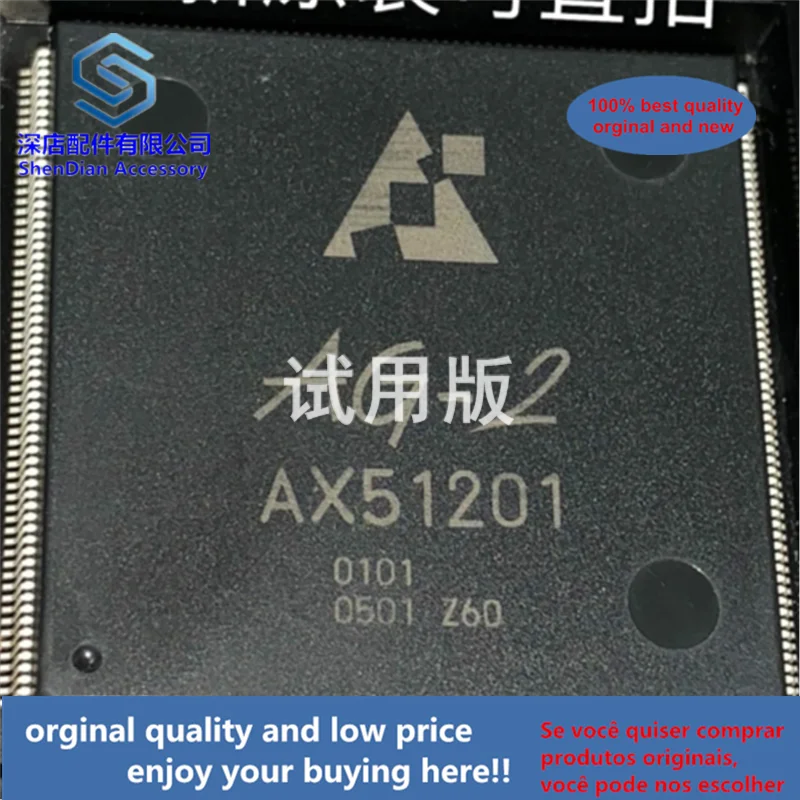 深店配件有限公司
ShenDian Accessory
100% best quality
orginal and new
AG-2
试用版
AX51201
0101
0501 Z60
orginal quality and low price
enjoy your buying here!!
Se você quiser comprar
produtos originais,
você pode nos escolher